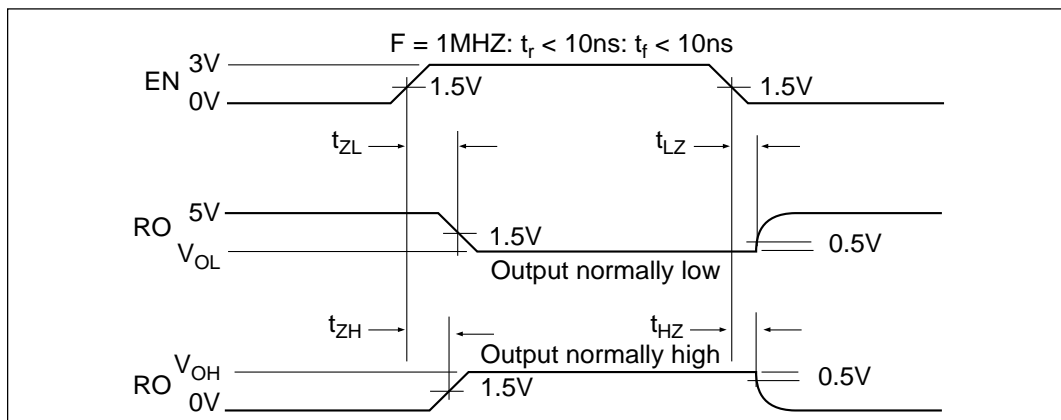 F = 1MHZ: tr < 10ns: tf < 10ns
3V
EN
0V
1.5V
1.5V
tZL
tLZ
5V
RO
VOL
1.5V
0.5V
Output normally low
tZH
tHZ
Output normally high
VOH
RO
0V
1.5V
0.5V